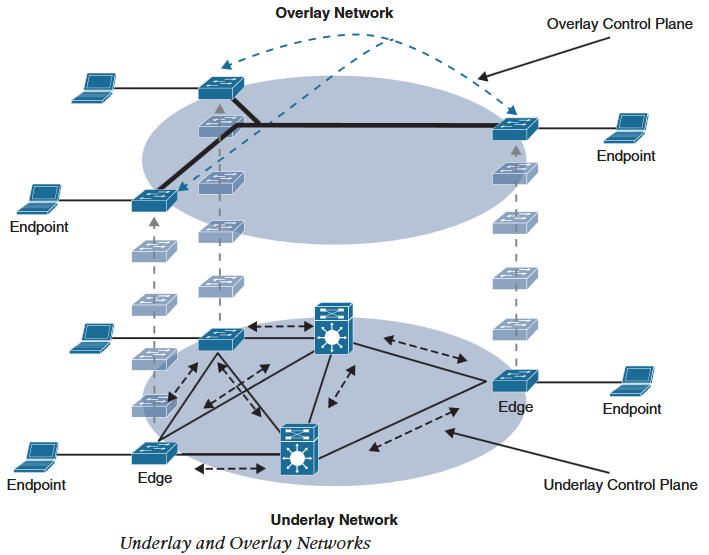 Overlay Network
Overlay Control Plane
Endpoint
Endpoint
Edge
Endpoint
Edge
Endpoint
Underlay Control Plane
Underlay Network
Underlay and Overlay Networks